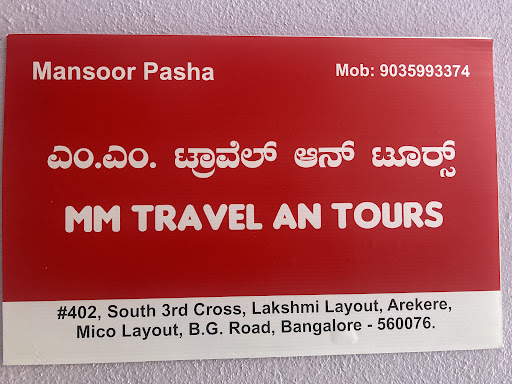 Mansoor Pasha Mob: 9035993374
ಎಂ.ಎಂ. ಟ್ರಾವೆಲ್ ಆನ್ ಟೂರ‍್ಸ್
MM TRAVEL AN TOURS
#402, South 3rd Cross, Lakshmi Layout, Arekere,
Mico Layout, B.G. Road, Bangalore - 560076.